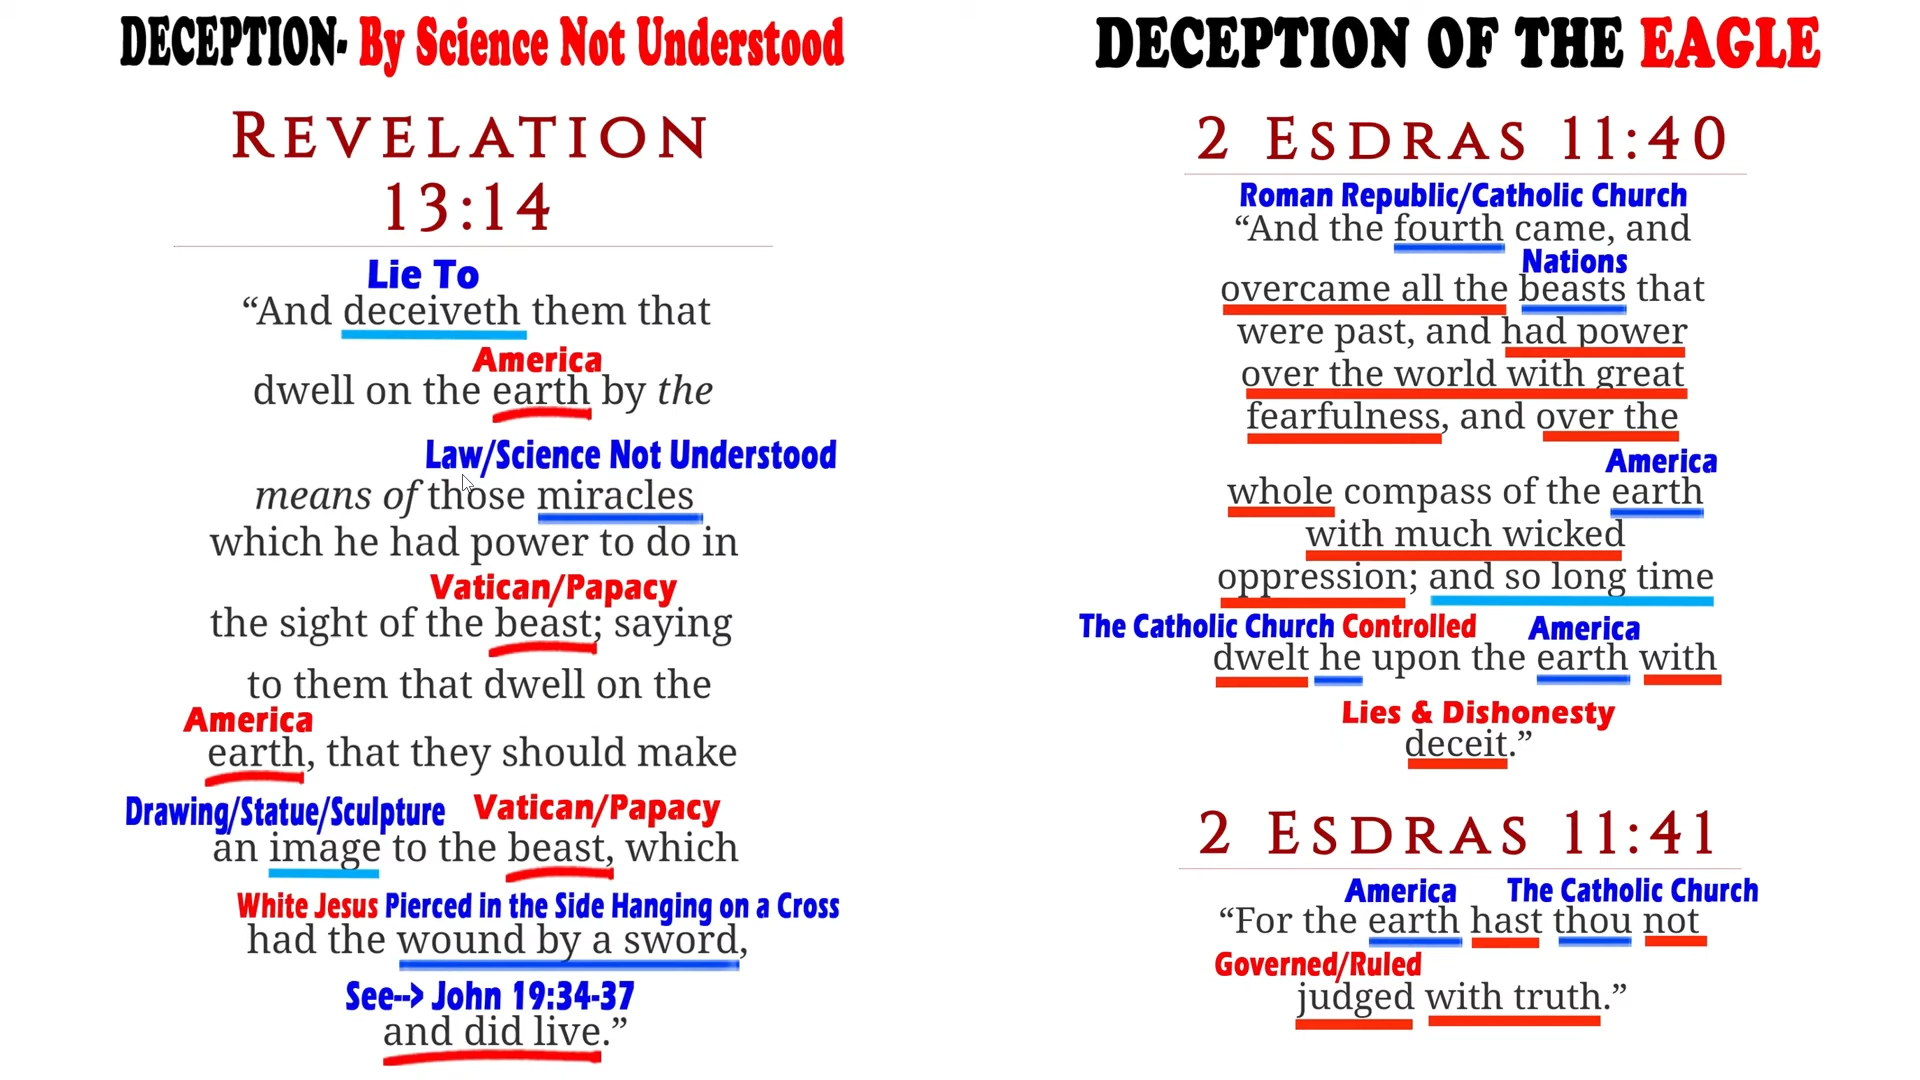 DECEPTION- By Science Not Understood
REVELATION
13:14
Lie To
“And deceiveth them that
America
dwell on the earth by the
Law/Science Not Understood
means of those miracles
which he had power to do in
Vatican/Papacy
the sight of the beast; saying
to them that dwell on the
America
earth, that they should make
Drawing/Statue/Sculpture Vatican/Papacy
an image to the beast, which
White Jesus Pierced in the Side Hanging on a Cross
had the wound by a sword,
See--> John 19:34-37
and did live.”
DECEPTION OF THE EAGLE
2 ESDRAS 11:40
Roman Republic/Catholic Church
“And the fourth came, and
Nations
overcame all the beasts that
were past, and had power
over the world with great
fearfulness, and over the
America
whole compass of the earth
with much wicked
oppression; and so long time
The Catholic Church Controlled America
dwelt he upon the earth with
Lies & Dishonesty
deceit.”
2 ESDRAS 11:41
America The Catholic Church
“For the earth hast thou not
Governed/Ruled
judged with truth.”